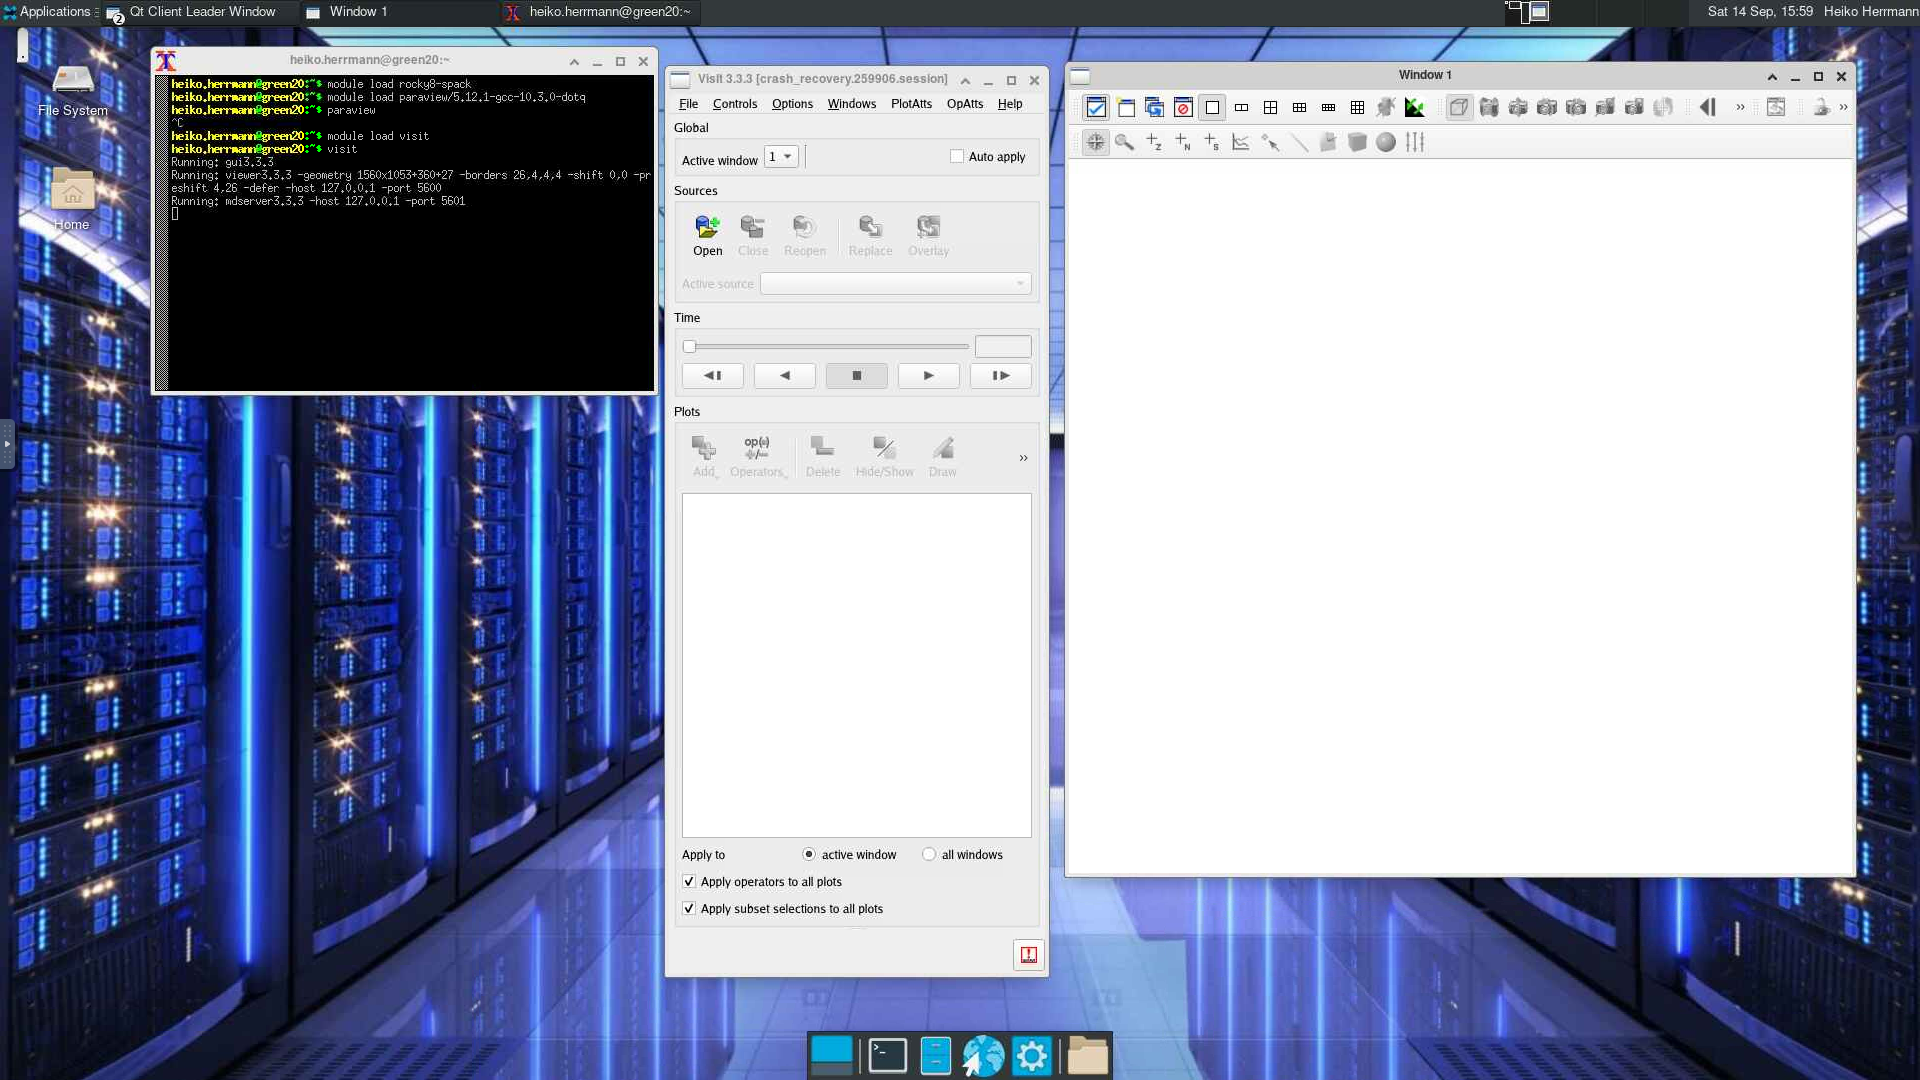 Applications
2
Qt Client Leader Window
Window 1
heiko.herrmann@green20:~
Sat 14 Sep, 15:59
Heiko Herrmann
File System
Home
heiko.herrmann@green20:~
heiko.herrmann@green20:~$ module load rocky8-spack
heiko.herrmann@green20:~$ module load paraview/5.12.1-gcc-10.3.0-dotq
heiko.herrmann@green20:~$ paraview
^C
heiko.herrmann@green20:~$ module load visit
heiko.herrmann@green20:~$ visit
Running: gui3.3.3
Running: viewer3.3.3 -geometry 1560x1053+360+27 -borders 26,4,4,4 -shift 0,0 -pr
eshift 4,26 -defer -host 127.0.0.1 -port 5600
Running: mdserver3.3.3 -host 127.0.0.1 -port 5601
VisIt 3.3.3 [crash_recovery.259906.session]
File Controls Options Windows PlotAtts OpAtts Help
Global
Active window 1
Auto apply
Sources
Open Close Reopen Replace Overlay
Active source
Time
Plots
op(e)
Add Operators Delete Hide/Show Draw
Apply to active window all windows
Apply operators to all plots
Apply subset selections to all plots
Window 1
Z N S